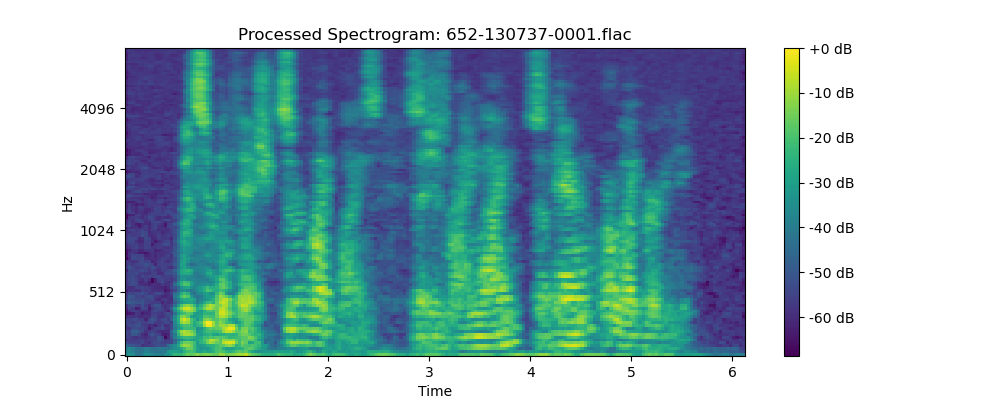 Processed Spectrogram: 652-130737-0001.flac
Hz
4096
2048
1024
512
0
0 1 2 3 4 5 6
Time
+0 dB
-10 dB
-20 dB
-30 dB
-40 dB
-50 dB
-60 dB